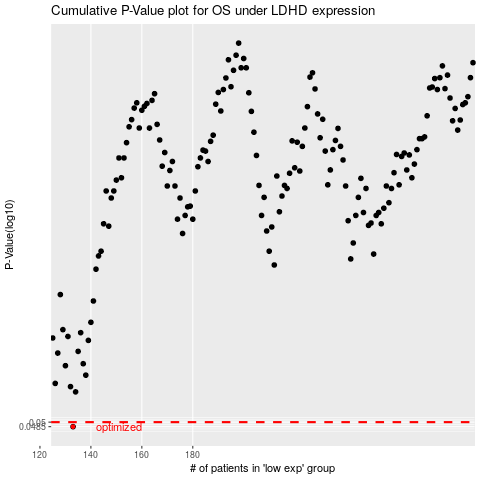 Cumulative P-Value plot for OS under LDHD expression
P-Value(log10)
0.05
0.0485
optimized
120 140 160 180
# of patients in 'low exp' group